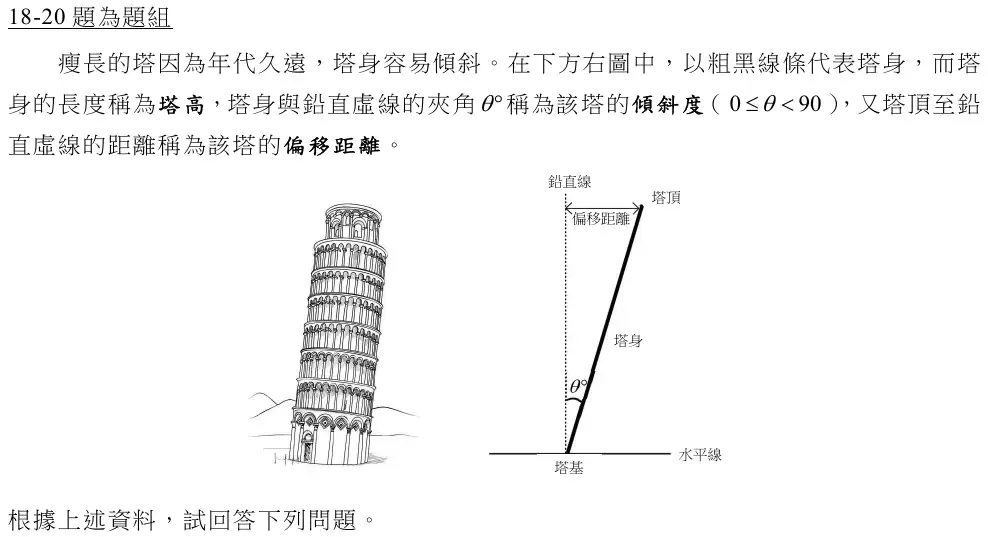 18-20 題為題組
瘦長的塔因為年代久遠，塔身容易傾斜。在下方右圖中，以粗黑線條代表塔身，而塔
身的長度稱為塔高，塔身與鉛直虛線的夾角 θ° 稱為該塔的傾斜度（ 0 ≤ θ < 90 ），又塔頂至鉛
直虛線的距離稱為該塔的偏移距離。
鉛直線
塔頂
偏移距離
塔身
θ°
水平線
塔基
根據上述資料，試回答下列問題。